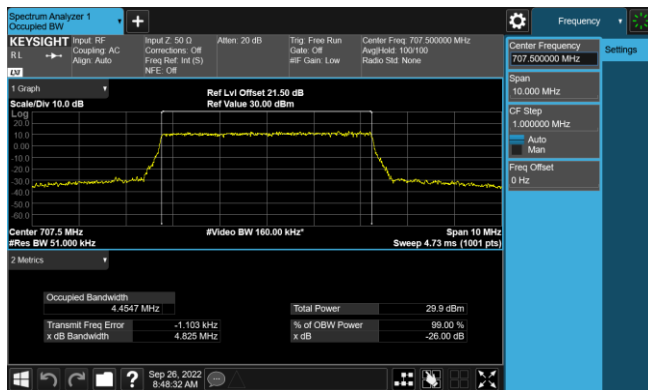 Spectrum Analyzer 1
Occupied BW
+
Frequency
KEYSIGHT
R L
LXI
Input: RF
Coupling: AC
Align: Auto
Input Z: 50 Ω
Corrections: Off
Freq Ref: Int (S)
NFE: Off
Atten: 20 dB
Trig: Free Run
Gate: Off
#IF Gain: Low
Center Freq: 707.500000 MHz
Avg|Hold: 100/100
Radio Std: None
Center Frequency
707.500000 MHz
Settings
Span
10.000 MHz
CF Step
1.000000 MHz
Auto
Man
Freq Offset
0 Hz
1 Graph
Scale/Div 10.0 dB
Ref Lvl Offset 21.50 dB
Ref Value 30.00 dBm
Log
20.0
10.0
0.00
-10.0
-20.0
-30.0
-40.0
-50.0
-60.0
Center 707.5 MHz
#Video BW 160.00 kHz*
Span 10 MHz
#Res BW 51.000 kHz
Sweep 4.73 ms (1001 pts)
2 Metrics
Occupied Bandwidth
4.4547 MHz
Total Power 29.9 dBm
Transmit Freq Error -1.103 kHz
% of OBW Power 99.00 %
x dB Bandwidth 4.825 MHz
x dB -26.00 dB
?
Sep 26, 2022
8:48:32 AM